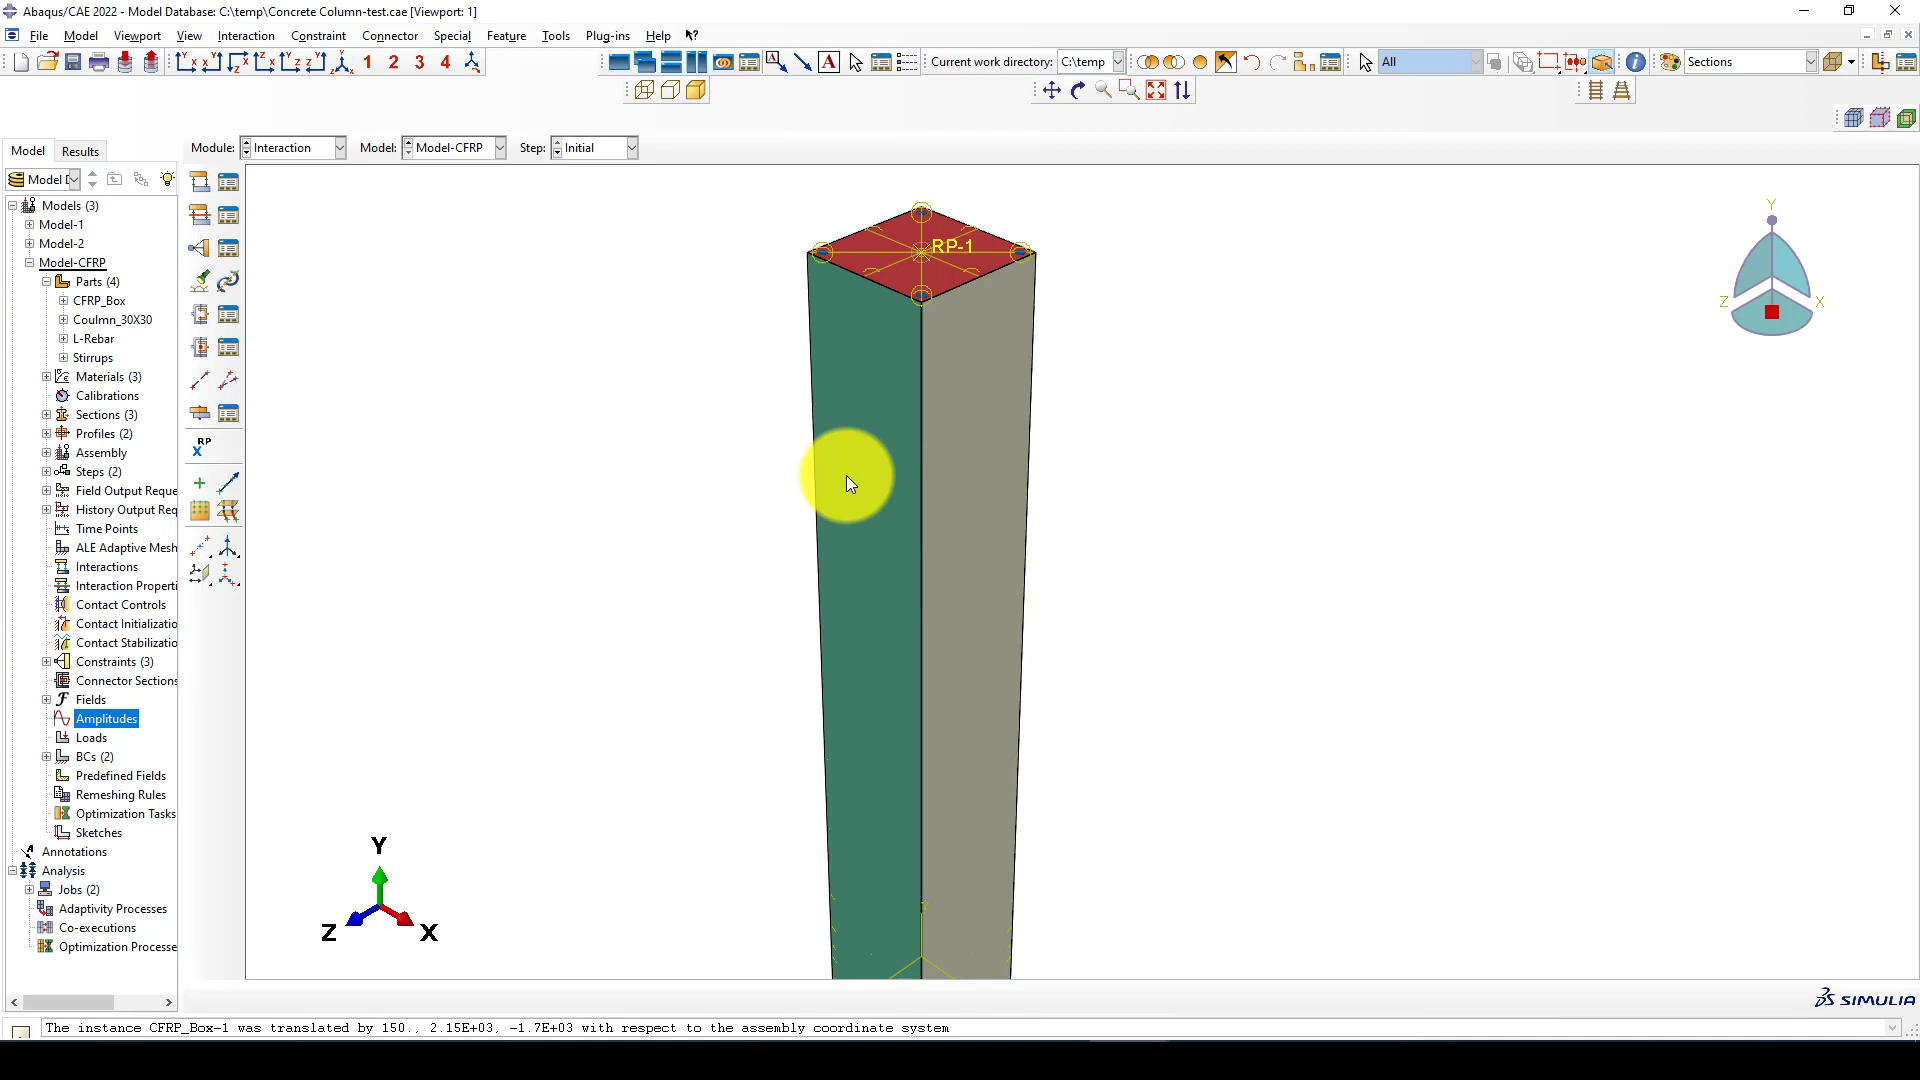 Abaqus/CAE 2022 - Model Database: C:\temp\Concrete Column-test.cae [Viewport: 1]
File Model Viewport View Interaction Constraint Connector Special Feature Tools Plug-ins Help
1 2 3 4 A Current work directory: C:\temp All Sections
Model Results Module: Interaction Model: Model-CFRP Step: Initial
Model D
Models (3)
Model-1
Model-2
Model-CFRP
Parts (4)
CFRP_Box
Coulmn_30X30
L-Rebar
Stirrups
Materials (3)
Calibrations
Sections (3)
Profiles (2)
Assembly
Steps (2)
Field Output Reque
History Output Req
Time Points
ALE Adaptive Mesh
Interactions
Interaction Properti
Contact Controls
Contact Initializatio
Contact Stabilizatio
Constraints (3)
Connector Sections
Fields
Amplitudes
Loads
BCs (2)
Predefined Fields
Remeshing Rules
Optimization Tasks
Sketches
Annotations
Analysis
Jobs (2)
Adaptivity Processes
Co-executions
Optimization Processe
RP
RP-1
Y
Z X
Y
Z X
SIMULIA
The instance CFRP_Box-1 was translated by 150., 2.15E+03, -1.7E+03 with respect to the assembly coordinate system